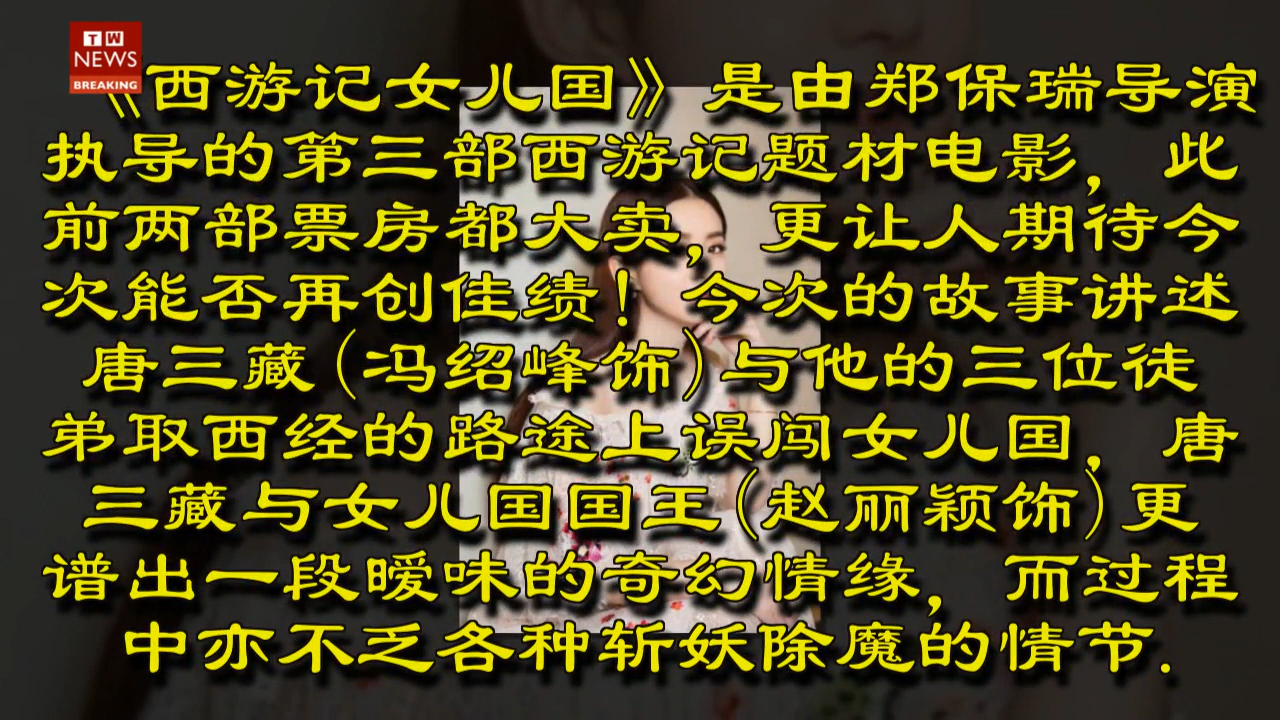 TW
NEWS
BREAKING
《西游记女儿国》是由郑保瑞导演
执导的第三部西游记题材电影，此
前两部票房都大卖，更让人期待今
次能否再创佳绩！今次的故事讲述
唐三藏(冯绍峰饰)与他的三位徒
弟取西经的路途上误闯女儿国，唐
三藏与女儿国国王(赵丽颖饰)更
谱出一段暧昧的奇幻情缘，而过程
中亦不乏各种斩妖除魔的情节.